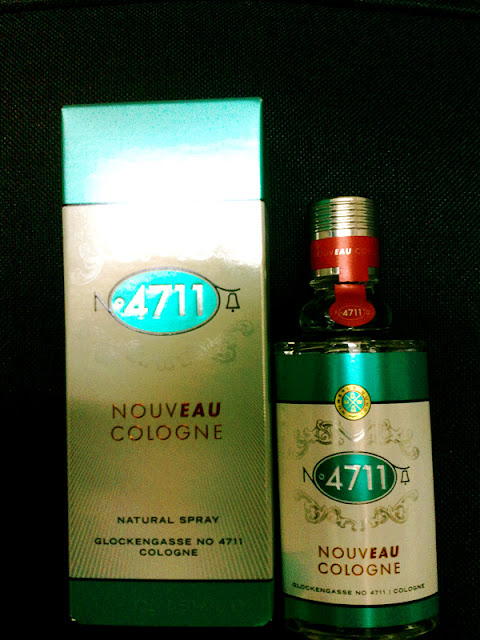 Nº 4711
NOUVEAU
COLOGNE
NATURAL SPRAY
GLOCKENGASSE NO 4711
COLOGNE
NOUVEAU CO
Nº 4711
Nº 4711
NOUVEAU
COLOGNE
GLOCKENGASSE NO 4711 | COLOGNE